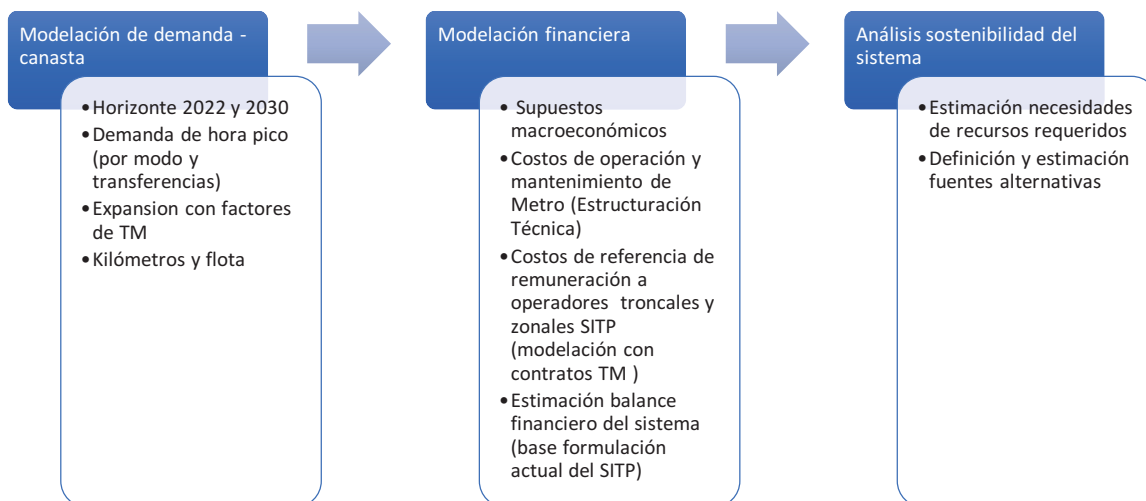 Modelación de demanda -
canasta
•Horizonte 2022 y 2030
•Demanda de hora pico
(por modo y
transferencias)
•Expansion con factores
de TM
•Kilómetros y flota
Modelación financiera
• Supuestos
macroeconómicos
•Costos de operación y
mantenimiento de
Metro (Estructuración
Técnica)
•Costos de referencia de
remuneración a
operadores troncales y
zonales SITP
(modelación con
contratos TM )
•Estimación balance
financiero del sistema
(base formulación
actual del SITP)
Análisis sostenibilidad del
sistema
•Estimación necesidades
de recursos requeridos
•Definición y estimación
fuentes alternativas